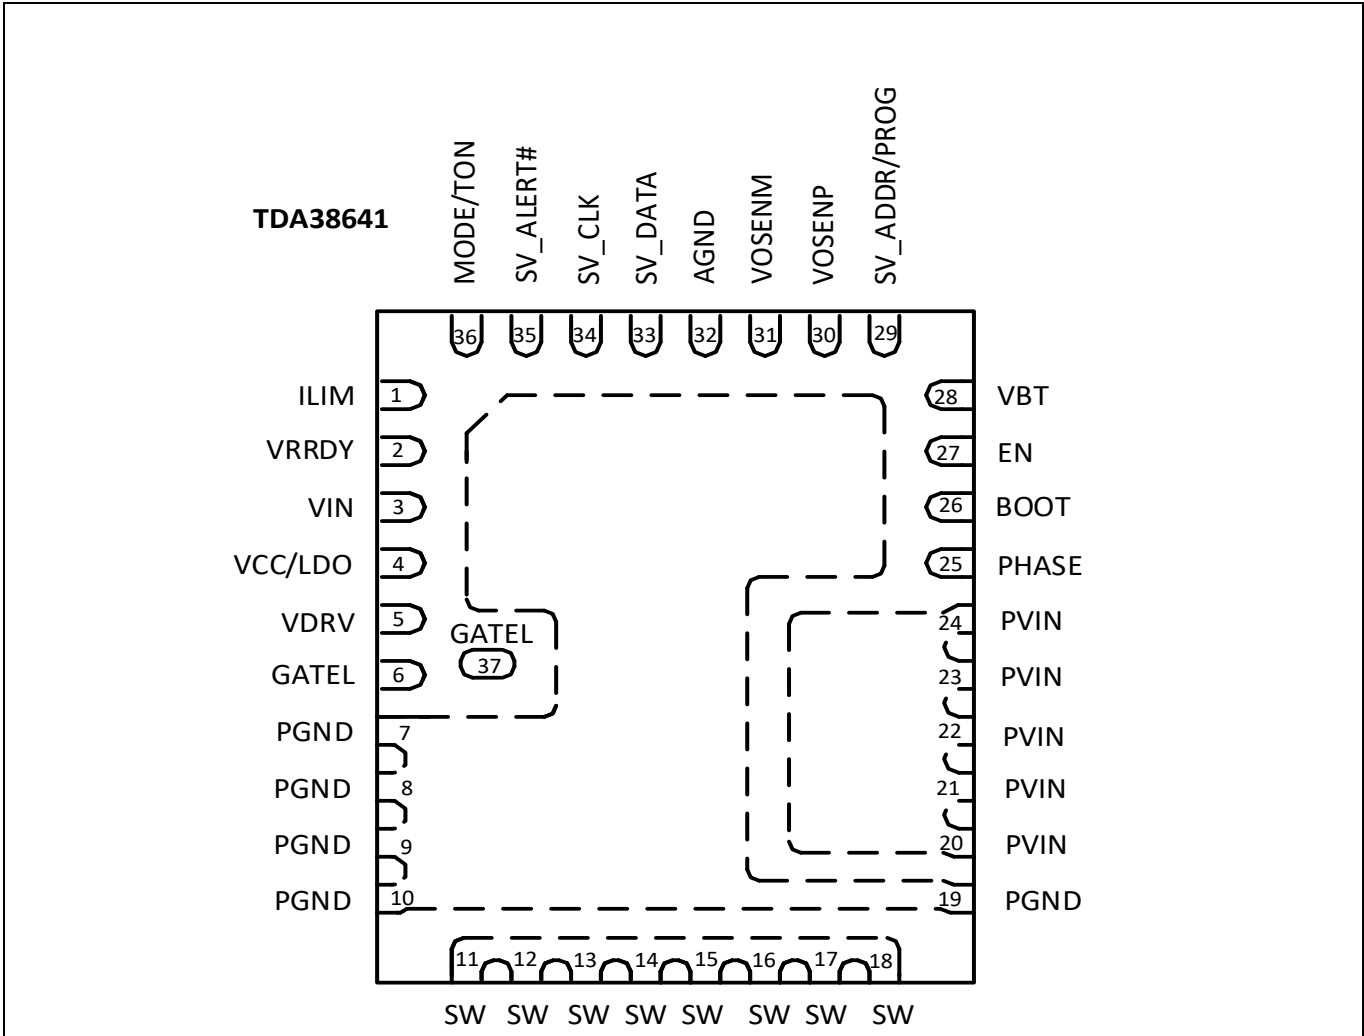 TDA38641
MODE/TON
SV_ALERT#
SV_CLK
SV_DATA
AGND
VOSENM
VOSENP
SV_ADDR/PROG
36 35 34 33 32 31 30 29
ILIM 1 28 VBT
VRRDY 2 27 EN
VIN 3 26 BOOT
VCC/LDO 4 25 PHASE
VDRV 5 24 PVIN
GATEL
37
GATEL 6 23 PVIN
PGND 7 22 PVIN
PGND 8 21 PVIN
PGND 9 20 PVIN
PGND 10 19 PGND
11 12 13 14 15 16 17 18
SW SW SW SW SW SW SW SW